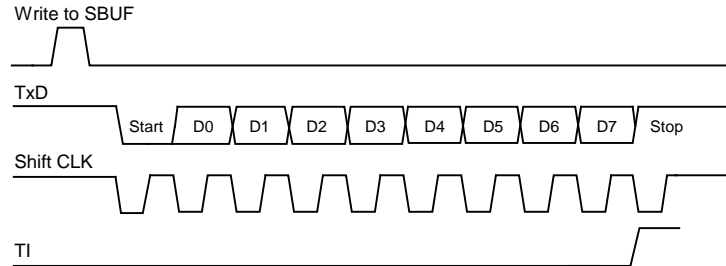 Write to SBUF
TxD
Start D0 D1 D2 D3 D4 D5 D6 D7 Stop
Shift CLK
TI